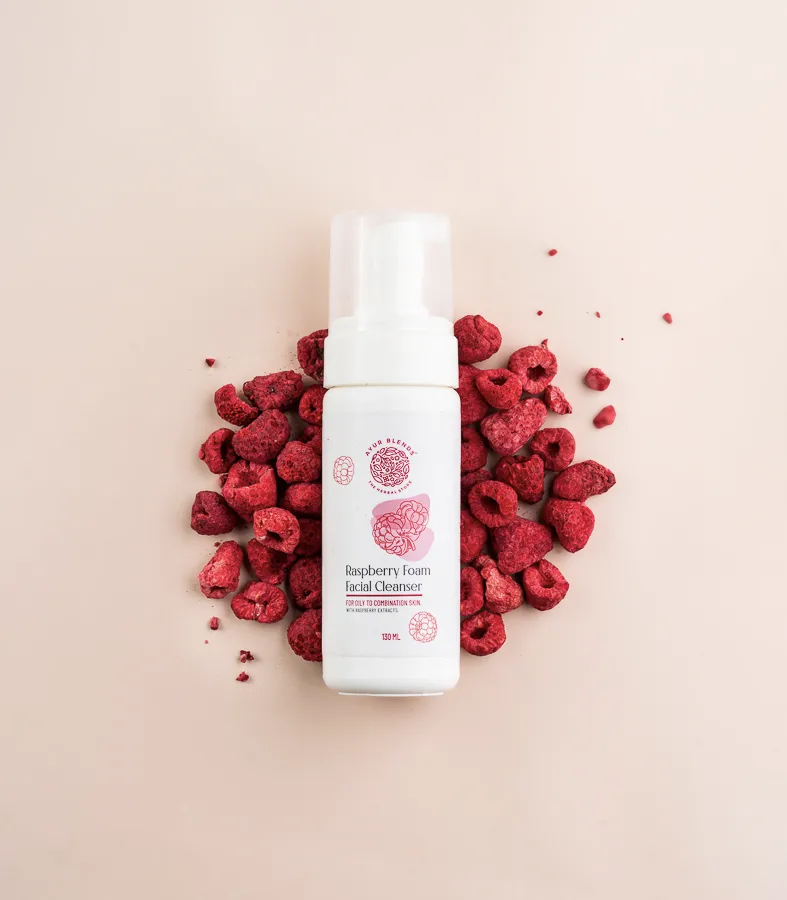 AYUR BLENDS
THE HERBAL STORE
Raspberry Foam
Facial Cleanser
FOR OILY TO COMBINATION SKIN.
WITH RASPBERRY EXTRACTS.
130 ML